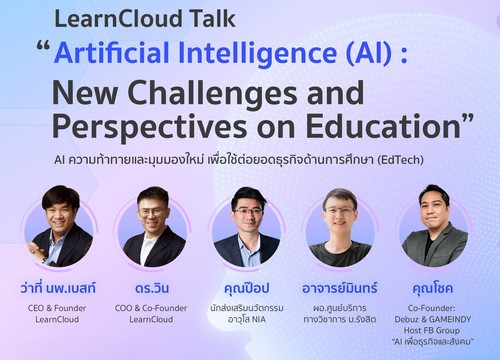 LearnCloud Talk
“Artificial Intelligence (AI) :
New Challenges and
Perspectives on Education”
AI ความท้าทายและมุมมองใหม่ เพื่อใช้ต่อยอดธุรกิจด้านการศึกษา (EdTech)
ว่าที่ นพ.เบสท์
CEO & Founder
LearnCloud
ดร.วิน
COO & Co-Founder
LearnCloud
คุณป๊อป
นักส่งเสริมนวัตกรรม
อาวุโส NIA
อาจารย์มินทร์
ผอ.ศูนย์บริการ
ทางวิชาการ ม.รังสิต
คุณโชค
Co-Founder:
Debuz & GAMEINDY
Host FB Group
“AI เพื่อธุรกิจและสังคม”